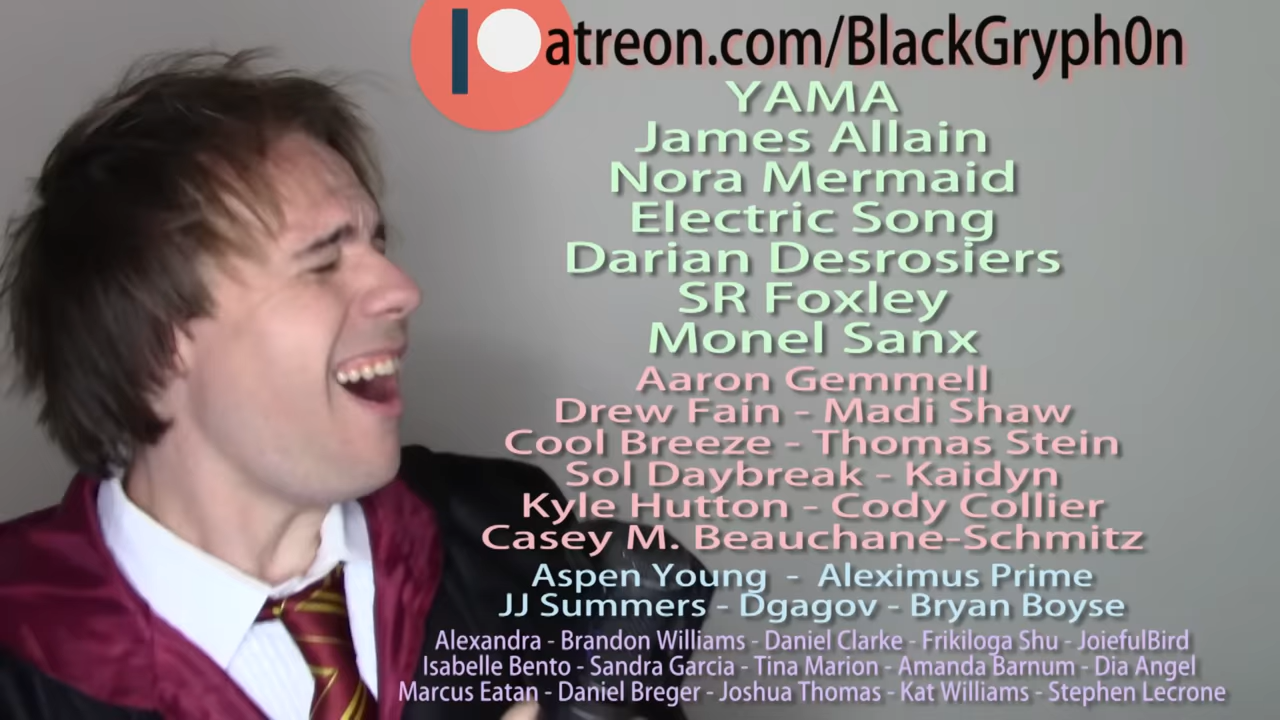 Patreon.com/BlackGryph0n
YAMA
James Allain
Nora Mermaid
Electric Song
Darian Desrosiers
SR Foxley
Monel Sanx
Aaron Gemmell
Drew Fain - Madi Shaw
Cool Breeze - Thomas Stein
Sol Daybreak - Kaidyn
Kyle Hutton - Cody Collier
Casey M. Beauchane-Schmitz
Aspen Young - Aleximus Prime
JJ Summers - Dgagov - Bryan Boyse
Alexandra - Brandon Williams - Daniel Clarke - Frikiloga Shu - JoiefulBird
Isabelle Bento - Sandra Garcia - Tina Marion - Amanda Barnum - Dia Angel
Marcus Eatan - Daniel Breger - Joshua Thomas - Kat Williams - Stephen Lecrone